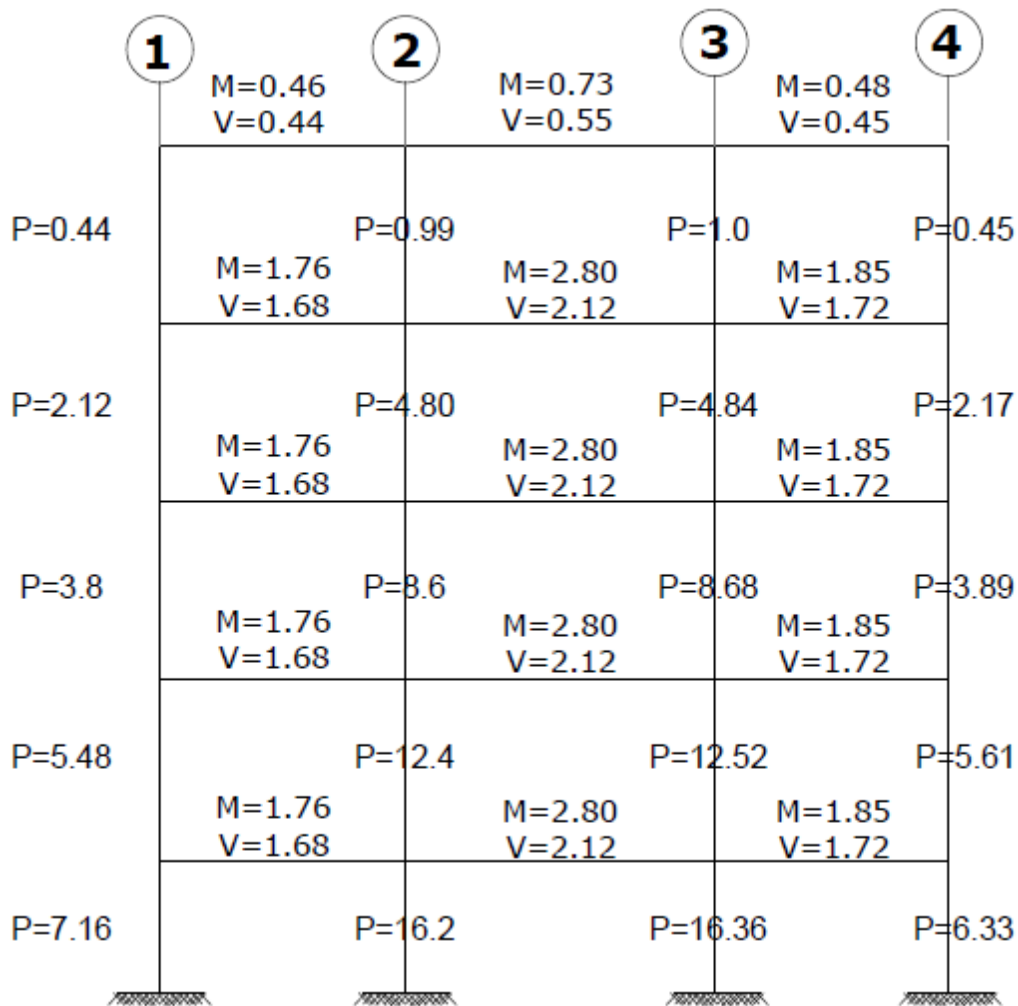 1 2 3 4
M=0.46 M=0.73 M=0.48
V=0.44 V=0.55 V=0.45
P=0.44 P=0.99 P=1.0 P=0.45
M=1.76 M=2.80 M=1.85
V=1.68 V=2.12 V=1.72
P=2.12 P=4.80 P=4.84 P=2.17
M=1.76 M=2.80 M=1.85
V=1.68 V=2.12 V=1.72
P=3.8 P=8.6 P=8.68 P=3.89
M=1.76 M=2.80 M=1.85
V=1.68 V=2.12 V=1.72
P=5.48 P=12.4 P=12.52 P=5.61
M=1.76 M=2.80 M=1.85
V=1.68 V=2.12 V=1.72
P=7.16 P=16.2 P=16.36 P=6.33